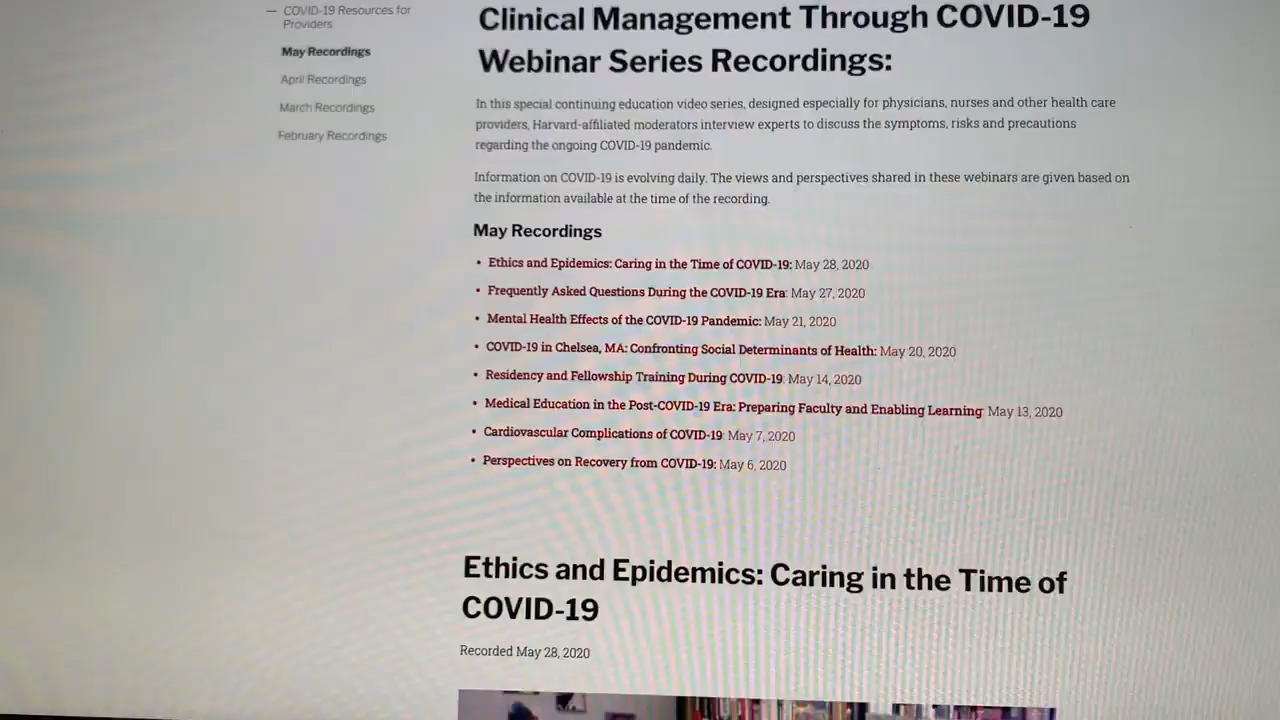 — COVID-19 Resources for
Providers
May Recordings
April Recordings
March Recordings
February Recordings
Clinical Management Through COVID-19
Webinar Series Recordings:
In this special continuing education video series, designed especially for physicians, nurses and other health care
providers, Harvard-affiliated moderators interview experts to discuss the symptoms, risks and precautions
regarding the ongoing COVID-19 pandemic.
Information on COVID-19 is evolving daily. The views and perspectives shared in these webinars are given based on
the information available at the time of the recording.
May Recordings
• Ethics and Epidemics: Caring in the Time of COVID-19: May 28, 2020
• Frequently Asked Questions During the COVID-19 Era: May 27, 2020
• Mental Health Effects of the COVID-19 Pandemic: May 21, 2020
• COVID-19 in Chelsea, MA: Confronting Social Determinants of Health: May 20, 2020
• Residency and Fellowship Training During COVID-19: May 14, 2020
• Medical Education in the Post-COVID-19 Era: Preparing Faculty and Enabling Learning: May 13, 2020
• Cardiovascular Complications of COVID-19: May 7, 2020
• Perspectives on Recovery from COVID-19: May 6, 2020
Ethics and Epidemics: Caring in the Time of
COVID-19
Recorded May 28, 2020